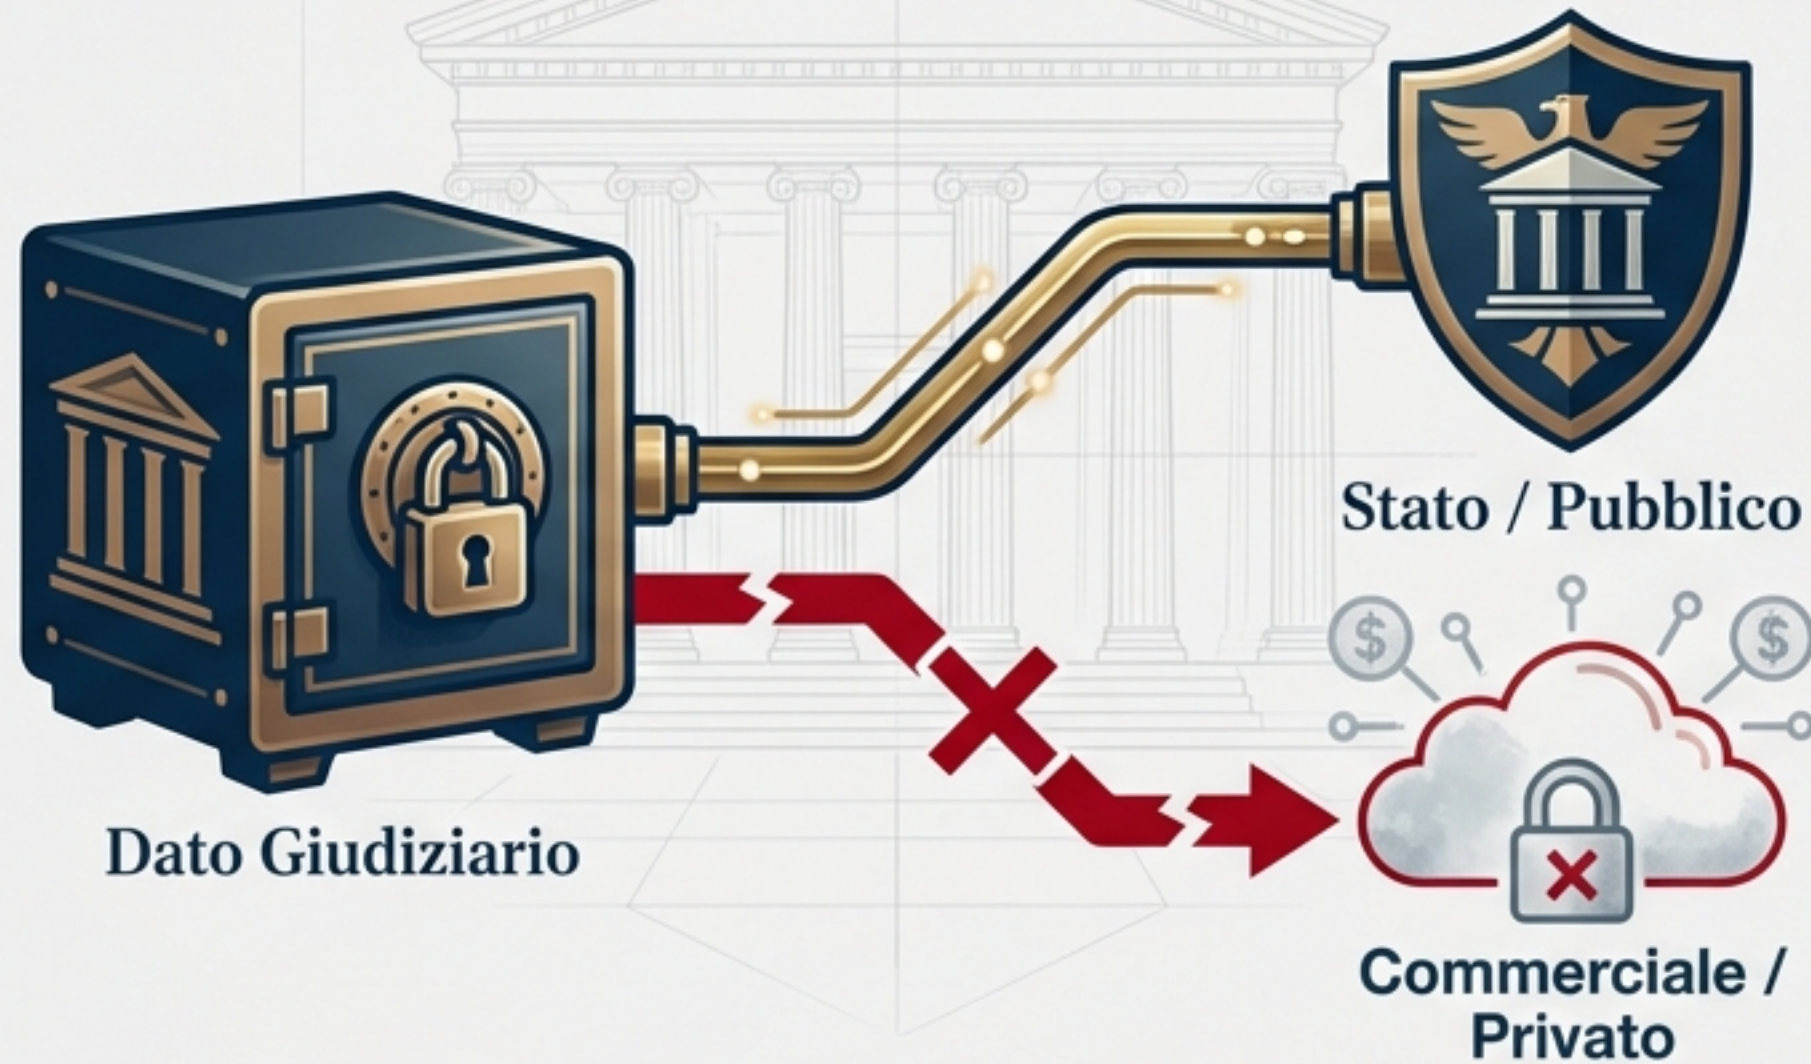 Stato / Pubblico
$ $
Dato Giudiziario
Commerciale /
Privato